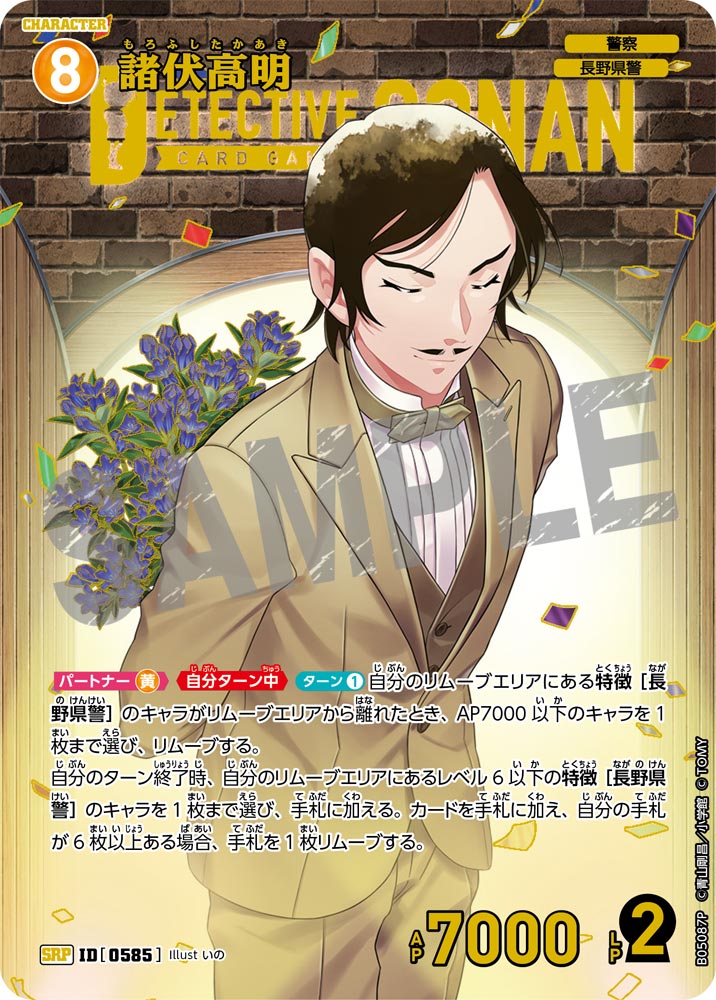 CHARACTER
8
もろふしたかあき
諸伏高明
警察
長野県警
DETECTIVE CONAN
CARD GA
SAMPLE
パートナー 黄 自分ターン中 ターン1 自分のリムーブエリアにある特徴［長
野県警］のキャラがリムーブエリアから離れたとき、AP7000以下のキャラを1
枚まで選び、リムーブする。
自分のターン終了時、自分のリムーブエリアにあるレベル6以下の特徴［長野県
警］のキャラを1枚まで選び、手札に加える。カードを手札に加え、自分の手札
が6枚以上ある場合、手札を1枚リムーブする。
AP 7000
LP 2
SRP ID[0585] Illust いの
B05087P ©青山剛昌／小学館 ©TOMY